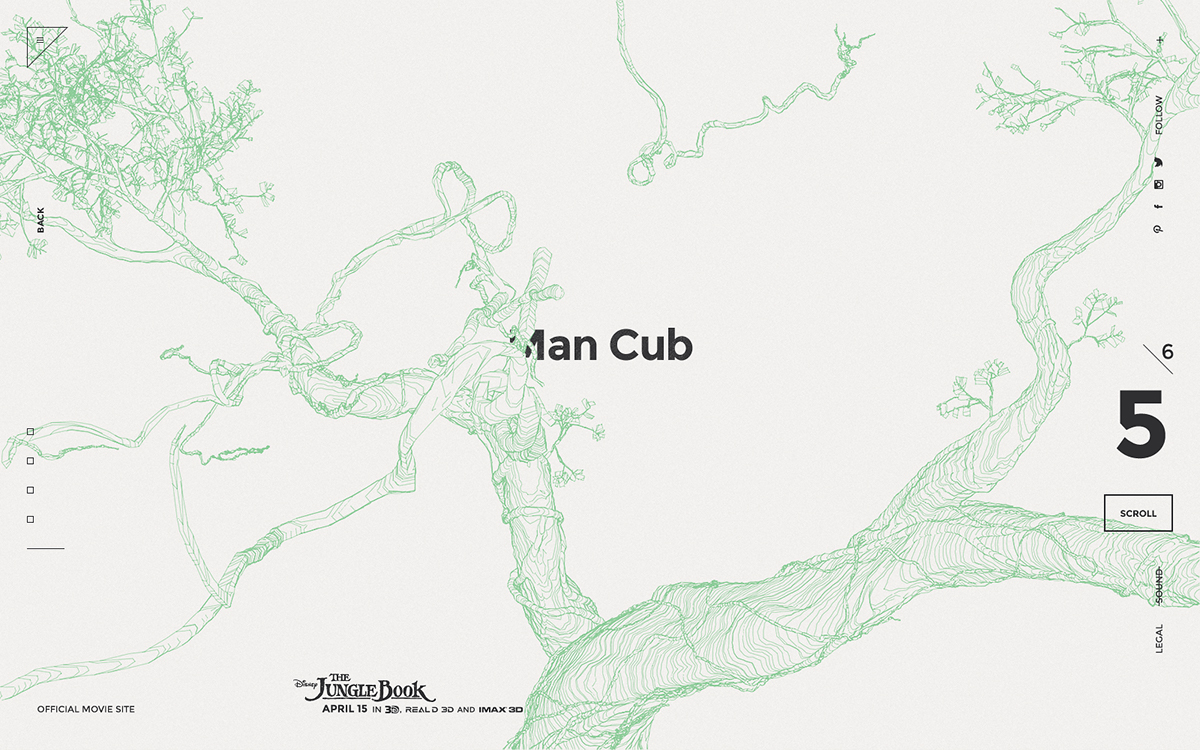 FOLLOW
BACK
Man Cub
6
5
SCROLL
SOUND
LEGAL
Disney
THE
JUNGLE BOOK
APRIL 15 IN 3D, REAL D 3D AND IMAX 3D
OFFICIAL MOVIE SITE